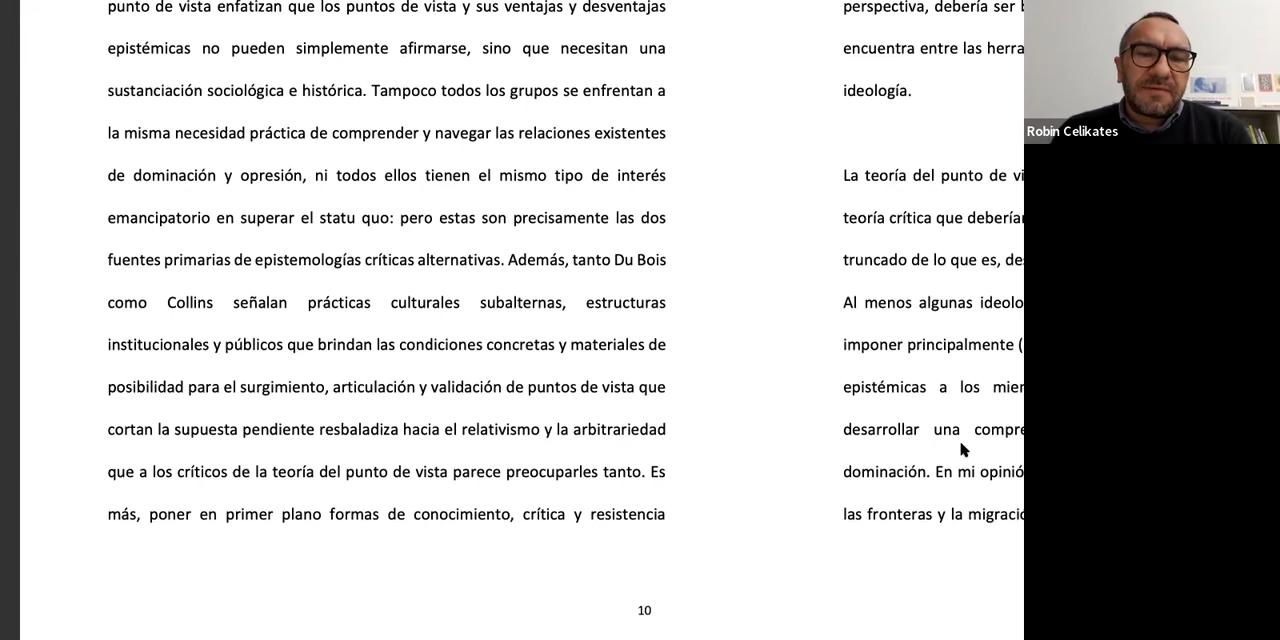 punto de vista enfatizan que los puntos de vista y sus ventajas y desventajas
epistémicas no pueden simplemente afirmarse, sino que necesitan una
sustanciación sociológica e histórica. Tampoco todos los grupos se enfrentan a
la misma necesidad práctica de comprender y navegar las relaciones existentes
de dominación y opresión, ni todos ellos tienen el mismo tipo de interés
emancipatorio en superar el statu quo: pero estas son precisamente las dos
fuentes primarias de epistemologías críticas alternativas. Además, tanto Du Bois
como Collins señalan prácticas culturales subalternas, estructuras
institucionales y públicos que brindan las condiciones concretas y materiales de
posibilidad para el surgimiento, articulación y validación de puntos de vista que
cortan la supuesta pendiente resbaladiza hacia el relativismo y la arbitrariedad
que a los críticos de la teoría del punto de vista parece preocuparles tanto. Es
más, poner en primer plano formas de conocimiento, crítica y resistencia
10
perspectiva, debería ser
encuentra entre las herra
ideología.
La teoría del punto de vi
teoría crítica que debería
truncado de lo que es, de
Al menos algunas ideolo
imponer principalmente (
epistémicas a los mier
desarrollar una compre
dominación. En mi opinió
las fronteras y la migració
Robin Celikates